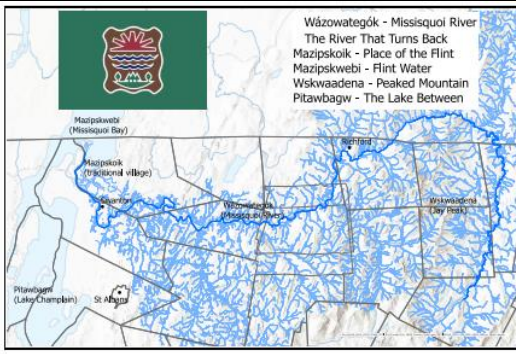 Wázowategók - Missisquoi River
The River That Turns Back
Mazipskoik - Place of the Flint
Mazipskwebi - Flint Water
Wskwaadena - Peaked Mountain
Pitawbagw - The Lake Between
Mazipskwebi
(Missisquoi Bay)
Richford
Mazipskoik
(traditional village)
Swanton
Wázowategók
(Missisquoi River)
Wskwaadena
(Jay Peak)
Pitawbagw
(Lake Champlain)
St Albans